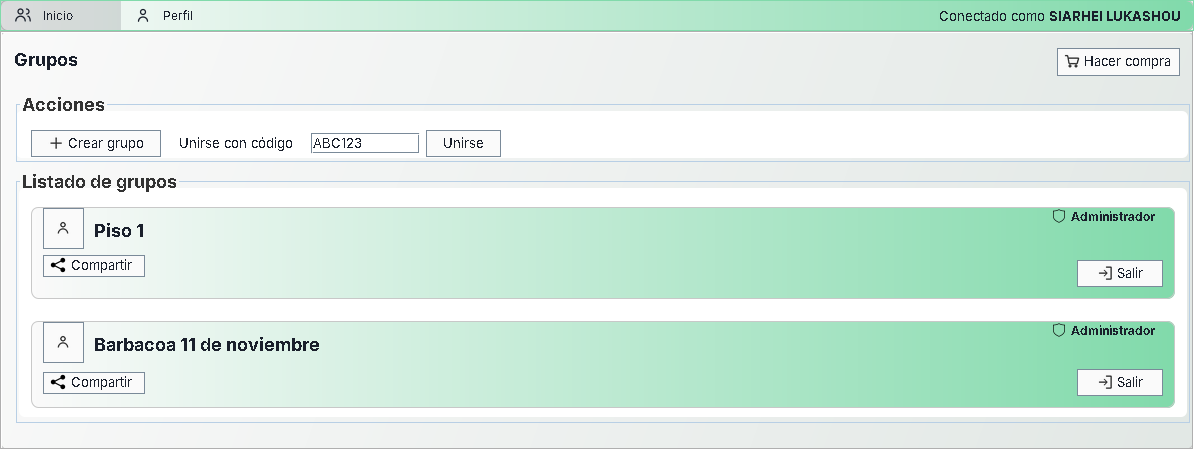 Inicio Perfil Conectado como SIARHEI LUKASHOU
Grupos Hacer compra
Acciones
Crear grupo Unirse con código ABC123 Unirse
Listado de grupos
Piso 1 Administrador
Compartir Salir
Barbacoa 11 de noviembre Administrador
Compartir Salir